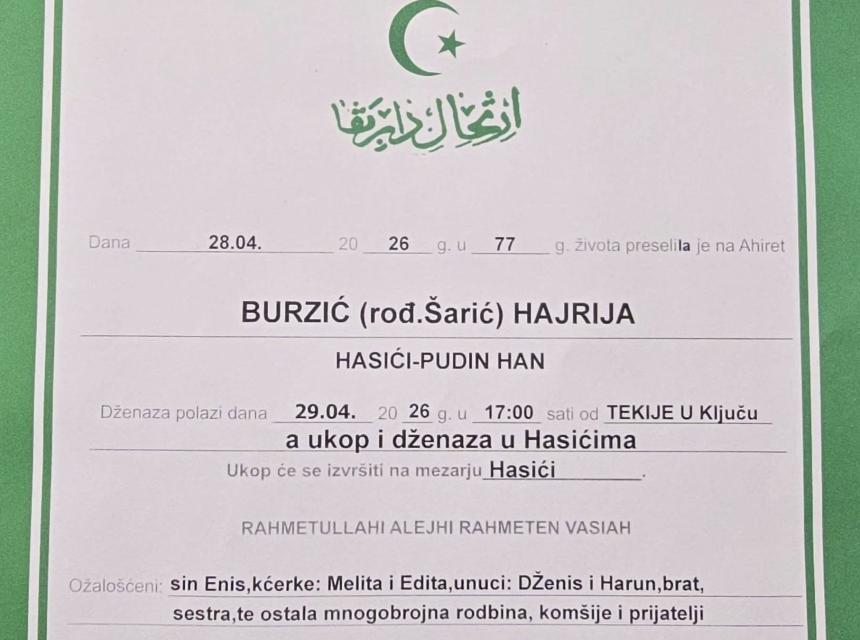 انتحال دار بقا
Dana 28.04. 20 26 g. u 77 g. života preselila je na Ahiret
BURZIĆ (rođ.Šarić) HAJRIJA
HASIĆI-PUDIN HAN
Dženaza polazi dana 29.04. 20 26 g. u 17:00 sati od TEKIJE U Ključu
a ukop i dženaza u Hasićima
Ukop će se izvršiti na mezarju Hasići.
RAHMETULLAHI ALEJHI RAHMETEN VASIAH
Ožalošćeni: sin Enis,kćerke: Melita i Edita,unuci: DŽenis i Harun,brat,
sestra,te ostala mnogobrojna rodbina, komšije i prijatelji